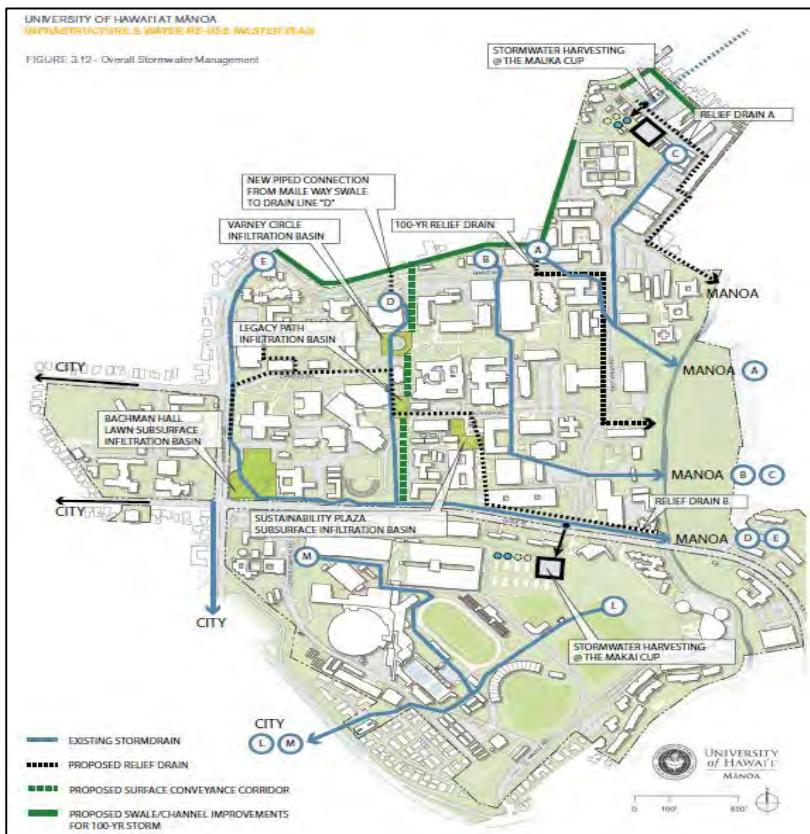 UNIVERSITY OF HAWAI'I AT MĀNOA
INFRASTRUCTURE & WATER RE-USE MASTER PLAN
FIGURE 3.12 - Overall Stormwater Management
STORMWATER HARVESTING
@ THE MAUKA CUP
RELIEF DRAIN A
C
NEW PIPED CONNECTION
FROM MAILE WAY SWALE
TO DRAIN LINE "D"
100-YR RELIEF DRAIN
VARNEY CIRCLE
INFILTRATION BASIN
A
B
E
D
MANOA
LEGACY PATH
INFILTRATION BASIN
CITY
MANOA A
BACHMAN HALL
LAWN SUBSURFACE
INFILTRATION BASIN
MANOA B C
RELIEF DRAIN B
CITY
SUSTAINABILITY PLAZA
SUBSURFACE INFILTRATION BASIN
MANOA D E
M
L
CITY
STORMWATER HARVESTING
@ THE MAKAI CUP
CITY
L M
EXISTING STORMDRAIN
PROPOSED RELIEF DRAIN
PROPOSED SURFACE CONVEYANCE CORRIDOR
PROPOSED SWALE/CHANNEL IMPROVEMENTS
FOR 100-YR STORM
UNIVERSITY
of HAWAI'I
MĀNOA
0 100' 600'